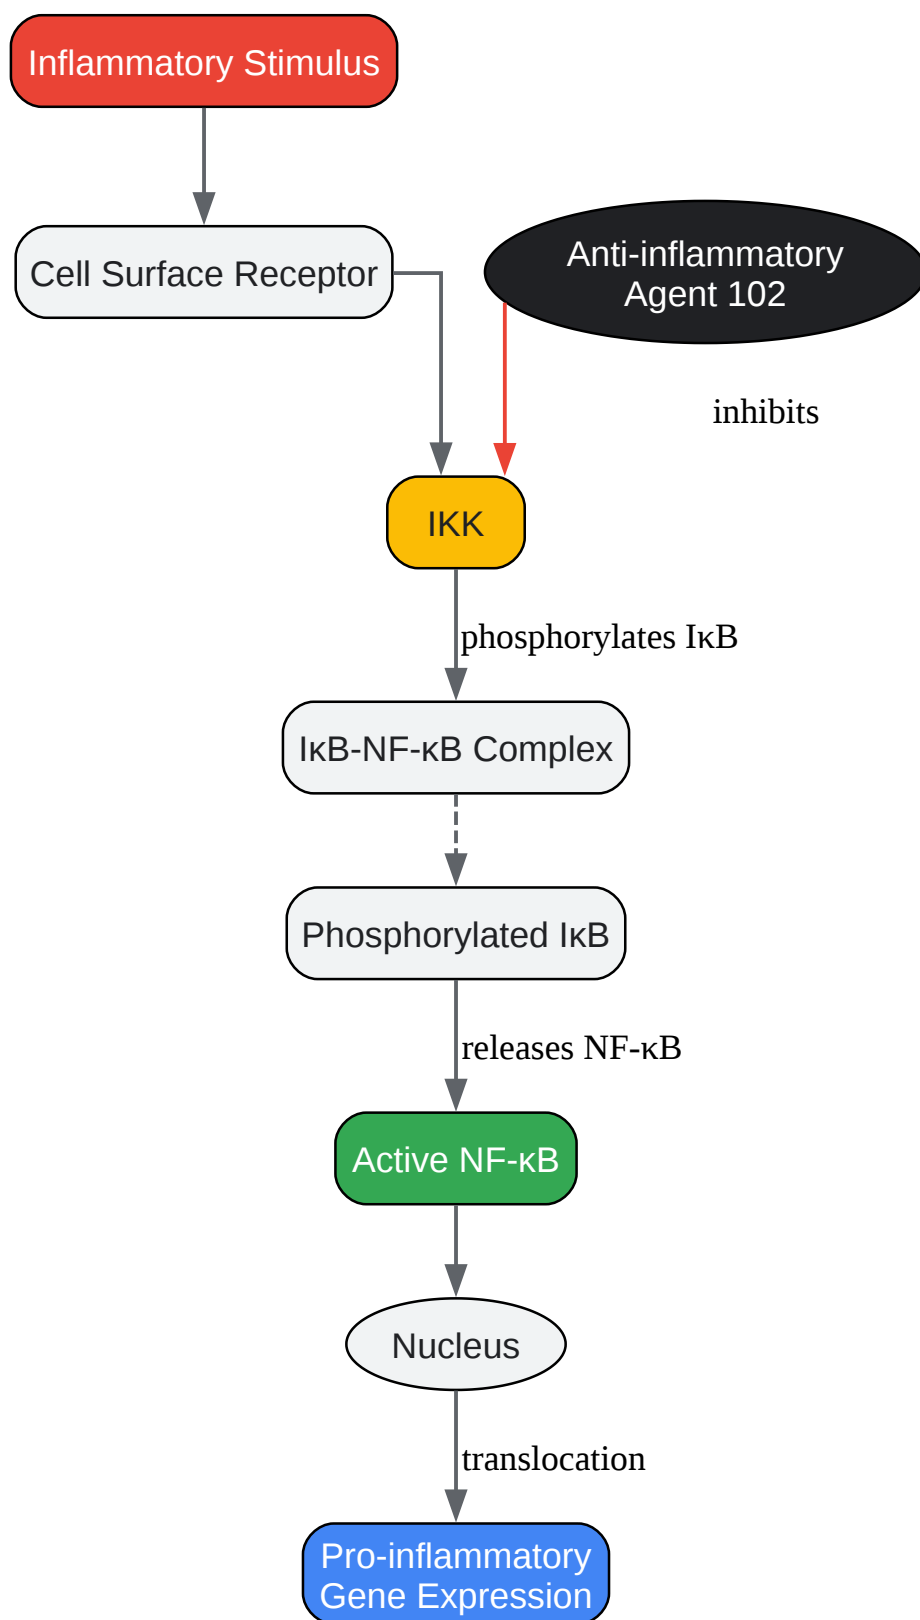 Inflammatory Stimulus
Cell Surface Receptor
Anti-inflammatory
Agent 102
inhibits
IKK
phosphorylates IκB
IκB-NF-κB Complex
Phosphorylated IκB
releases NF-κB
Active NF-κB
Nucleus
translocation
Pro-inflammatory
Gene Expression